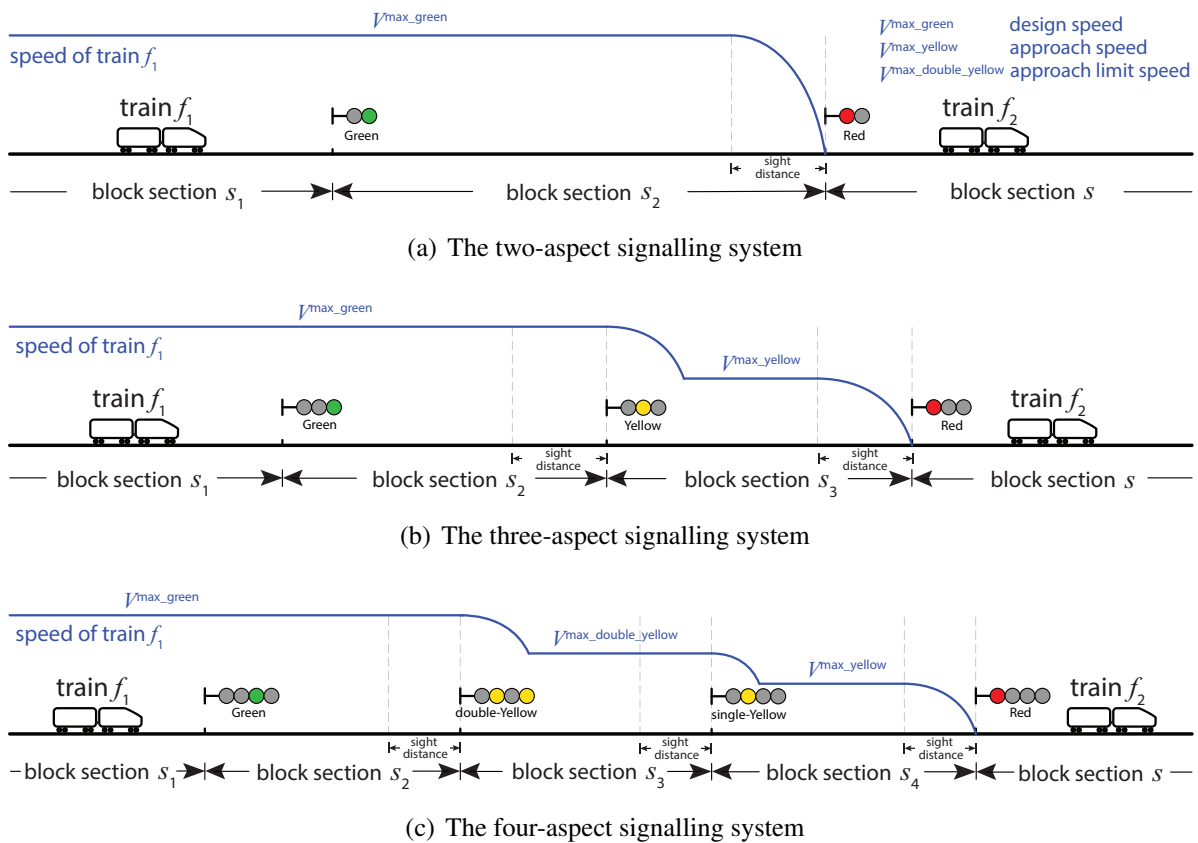 V^max_green
speed of train f₁
V^max_green design speed
V^max_yellow approach speed
V^max_double_yellow approach limit speed
train f₁
Green
Red
train f₂
sight
distance
block section s₁
block section s₂
block section s
(a) The two-aspect signalling system
V^max_green
speed of train f₁
V^max_yellow
train f₁
Green
Yellow
Red
train f₂
sight
distance
sight
distance
block section s₁
block section s₂
block section s₃
block section s
(b) The three-aspect signalling system
V^max_green
speed of train f₁
V^max_double_yellow
V^max_yellow
train f₁
Green
double-Yellow
single-Yellow
Red
train f₂
sight
distance
sight
distance
sight
distance
block section s₁
block section s₂
block section s₃
block section s₄
block section s
(c) The four-aspect signalling system